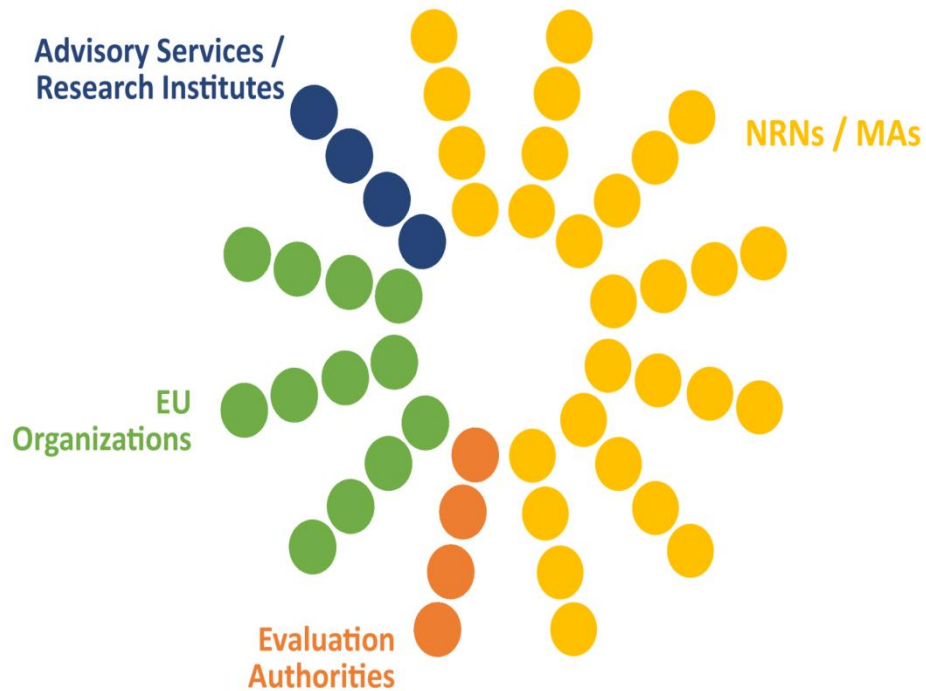 Advisory Services /
Research Institutes
NRNs / MAs
EU
Organizations
Evaluation
Authorities